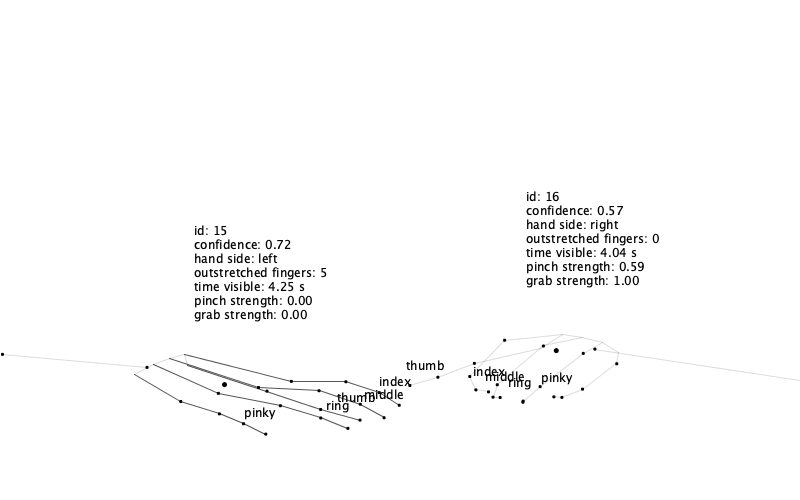 id: 15
confidence: 0.72
hand side: left
outstretched fingers: 5
time visible: 4.25 s
pinch strength: 0.00
grab strength: 0.00
id: 16
confidence: 0.57
hand side: right
outstretched fingers: 0
time visible: 4.04 s
pinch strength: 0.59
grab strength: 1.00
index
middle
thumb
ring
pinky
thumb
index
middle
ring
pinky